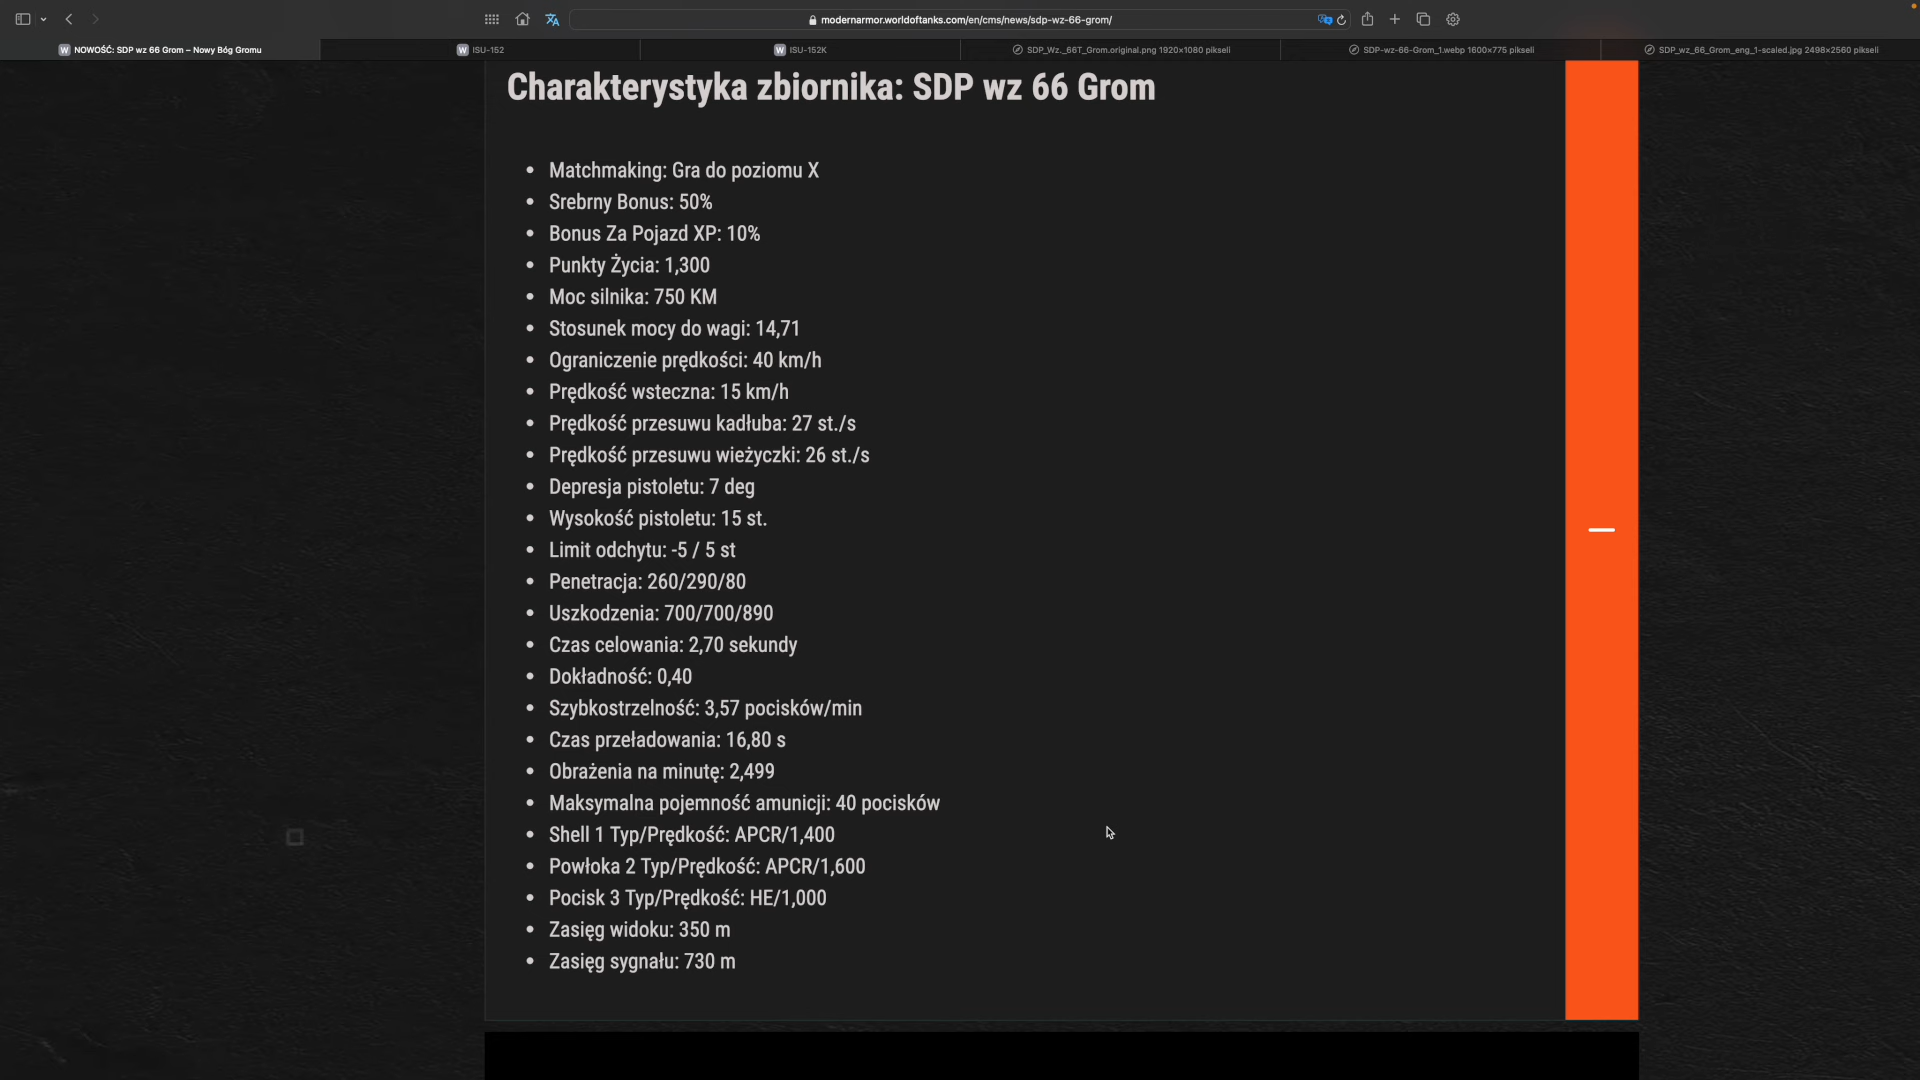 modernarmor.worldoftanks.com/en/cms/news/sdp-wz-66-grom/
NOWOŚĆ: SDP wz 66 Grom – Nowy Bóg Gromu
ISU-152
ISU-152K
SDP_Wz._66T_Grom.original.png 1920×1080 pikseli
SDP-wz-66-Grom_1.webp 1600×775 pikseli
SDP_wz_66_Grom_eng_1-scaled.jpg 2498×2560 pikseli
Charakterystyka zbiornika: SDP wz 66 Grom
• Matchmaking: Gra do poziomu X
• Srebrny Bonus: 50%
• Bonus Za Pojazd XP: 10%
• Punkty Życia: 1,300
• Moc silnika: 750 KM
• Stosunek mocy do wagi: 14,71
• Ograniczenie prędkości: 40 km/h
• Prędkość wsteczna: 15 km/h
• Prędkość przesuwu kadłuba: 27 st./s
• Prędkość przesuwu wieżyczki: 26 st./s
• Depresja pistoletu: 7 deg
• Wysokość pistoletu: 15 st.
• Limit odchytu: -5 / 5 st
• Penetracja: 260/290/80
• Uszkodzenia: 700/700/890
• Czas celowania: 2,70 sekundy
• Dokładność: 0,40
• Szybkostrzelność: 3,57 pocisków/min
• Czas przeładowania: 16,80 s
• Obrażenia na minutę: 2,499
• Maksymalna pojemność amunicji: 40 pocisków
• Shell 1 Typ/Prędkość: APCR/1,400
• Powłoka 2 Typ/Prędkość: APCR/1,600
• Pocisk 3 Typ/Prędkość: HE/1,000
• Zasięg widoku: 350 m
• Zasięg sygnału: 730 m